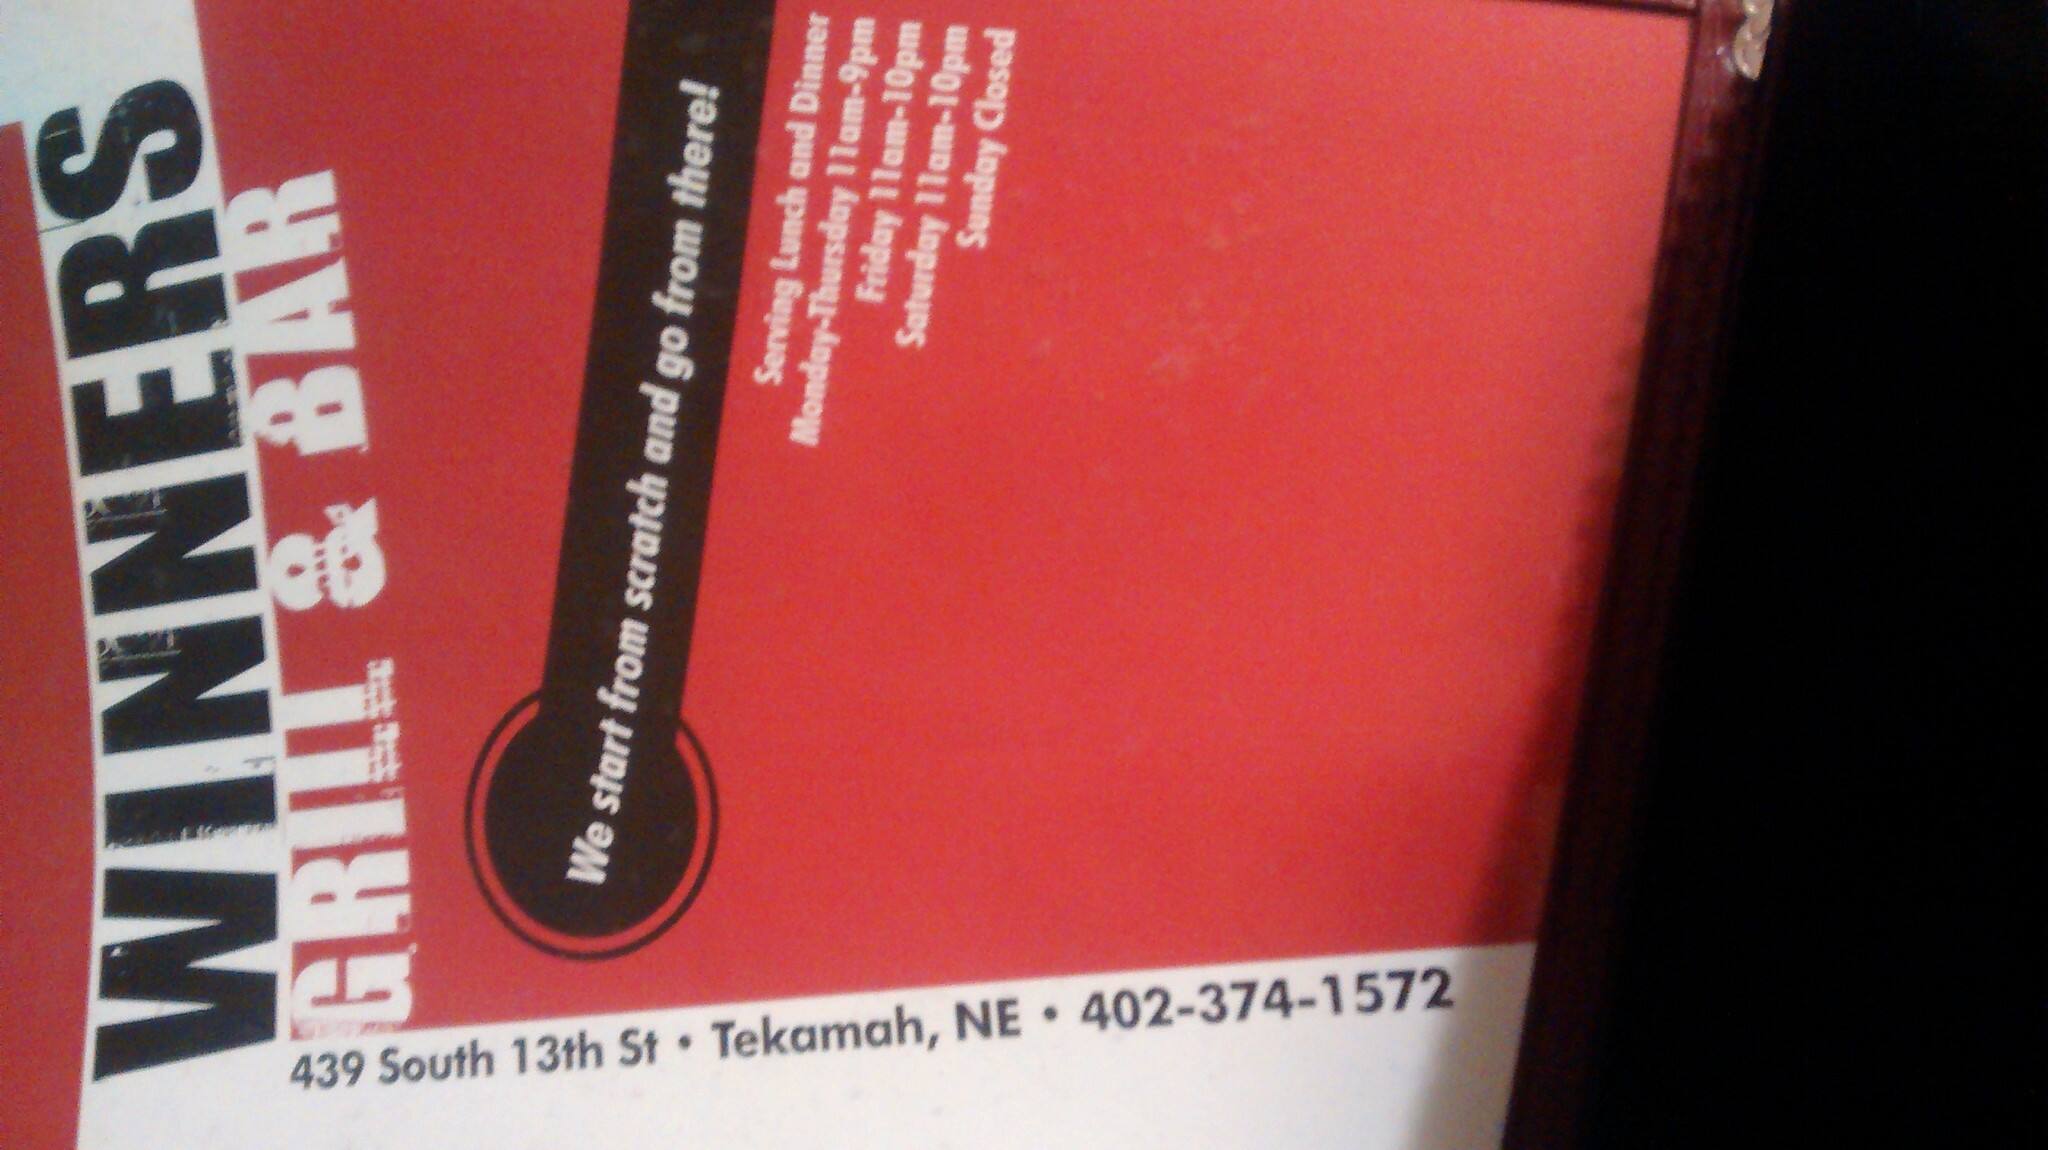 WINNERS
GRILL & BAR
We start from scratch and go from there!
Serving Lunch and Dinner
Monday-Thursday 11am-9pm
Friday 11am-10pm
Saturday 11am-10pm
Sunday Closed
439 South 13th St • Tekamah, NE • 402-374-1572